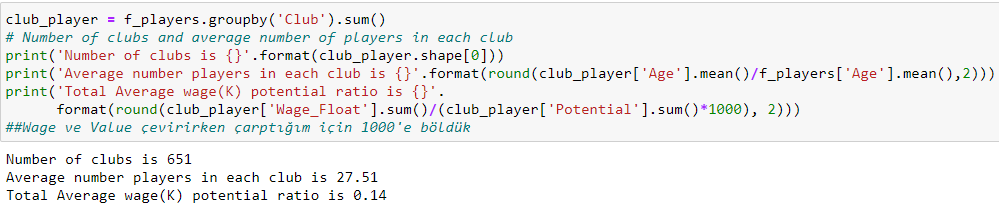 club_player = f_players.groupby('Club').sum()
# Number of clubs and average number of players in each club
print('Number of clubs is {}'.format(club_player.shape[0]))
print('Average number players in each club is {}'.format(round(club_player['Age'].mean()/f_players['Age'].mean(),2)))
print('Total Average wage(K) potential ratio is {}'.
format(round(club_player['Wage_Float'].sum()/(club_player['Potential'].sum()*1000), 2)))
##Wage ve Value çevirirken çarptığım için 1000'e böldük
Number of clubs is 651
Average number players in each club is 27.51
Total Average wage(K) potential ratio is 0.14